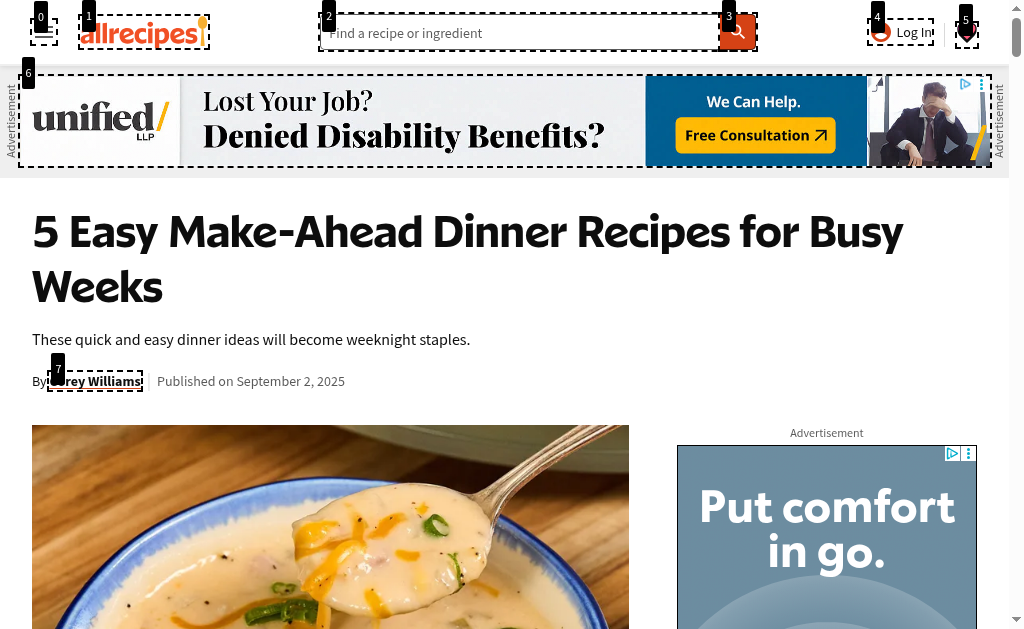 0
1
2
3
4
5
allrecipes
Find a recipe or ingredient
Log In
6
Advertisement
unified/
LLP
Lost Your Job?
Denied Disability Benefits?
We Can Help.
Free Consultation
Advertisement
5 Easy Make-Ahead Dinner Recipes for Busy
Weeks
These quick and easy dinner ideas will become weeknight staples.
7
By Corey Williams
Published on September 2, 2025
Advertisement
Put comfort
in go.